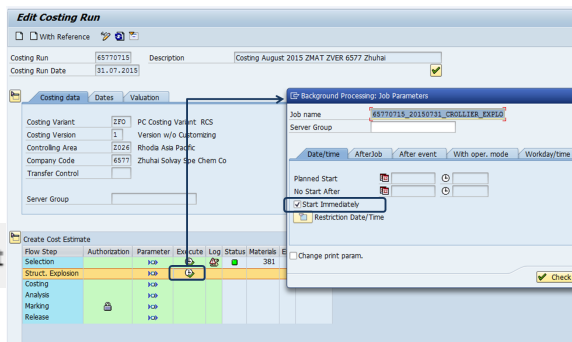 Edit Costing Run
With Reference
Costing Run 65770715 Description Costing August 2015 ZMAT ZVER 6577 Zhuhai
Costing Run Date 31.07.2015
Costing data Dates Valuation
Costing Variant ZPO PC Costing Variant RCS
Costing Version 1 Version w/o Customizing
Controlling Area Z026 Rhodia Asia Pacific
Company Code 6577 Zhuhai Solvay Spe Chem Co
Transfer Control
Server Group
Background Processing: Job Parameters
Job name 65770715_20150731_CROLLIER_EXPLO
Server Group
Date/time AfterJob After event With oper. mode Workday/time
Planned Start
No Start After
Start Immediately
Restriction Date/Time
Change print param.
Check
Create Cost Estimate
Flow Step Authorization Parameter Execute Log Status Materials E
Selection 381
Struct. Explosion
Costing
Analysis
Marking
Release